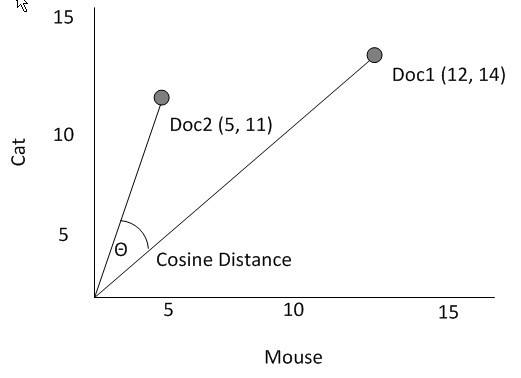 15
Doc1 (12, 14)
Doc2 (5, 11)
10
Cat
5
Θ
Cosine Distance
5 10 15
Mouse